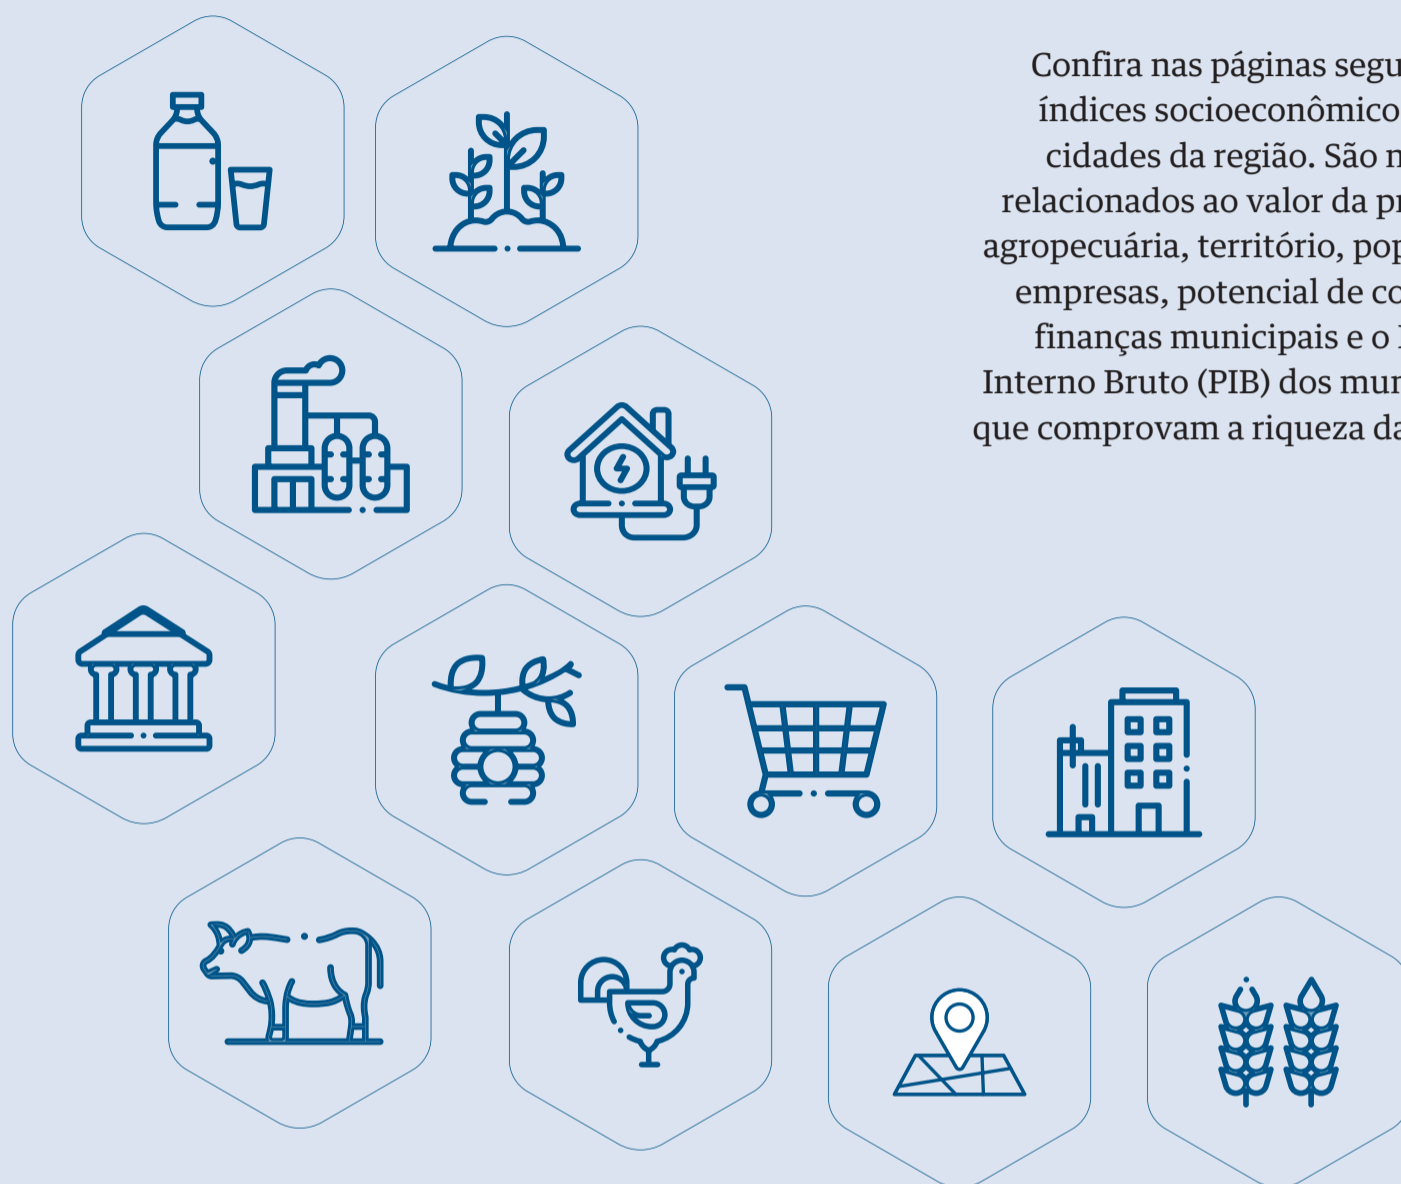 Confira nas páginas segu
índices socioeconômico
cidades da região. São n
relacionados ao valor da pr
agropecuária, território, pop
empresas, potencial de co
finanças municipais e o
Interno Bruto (PIB) dos mun
que comprovam a riqueza da